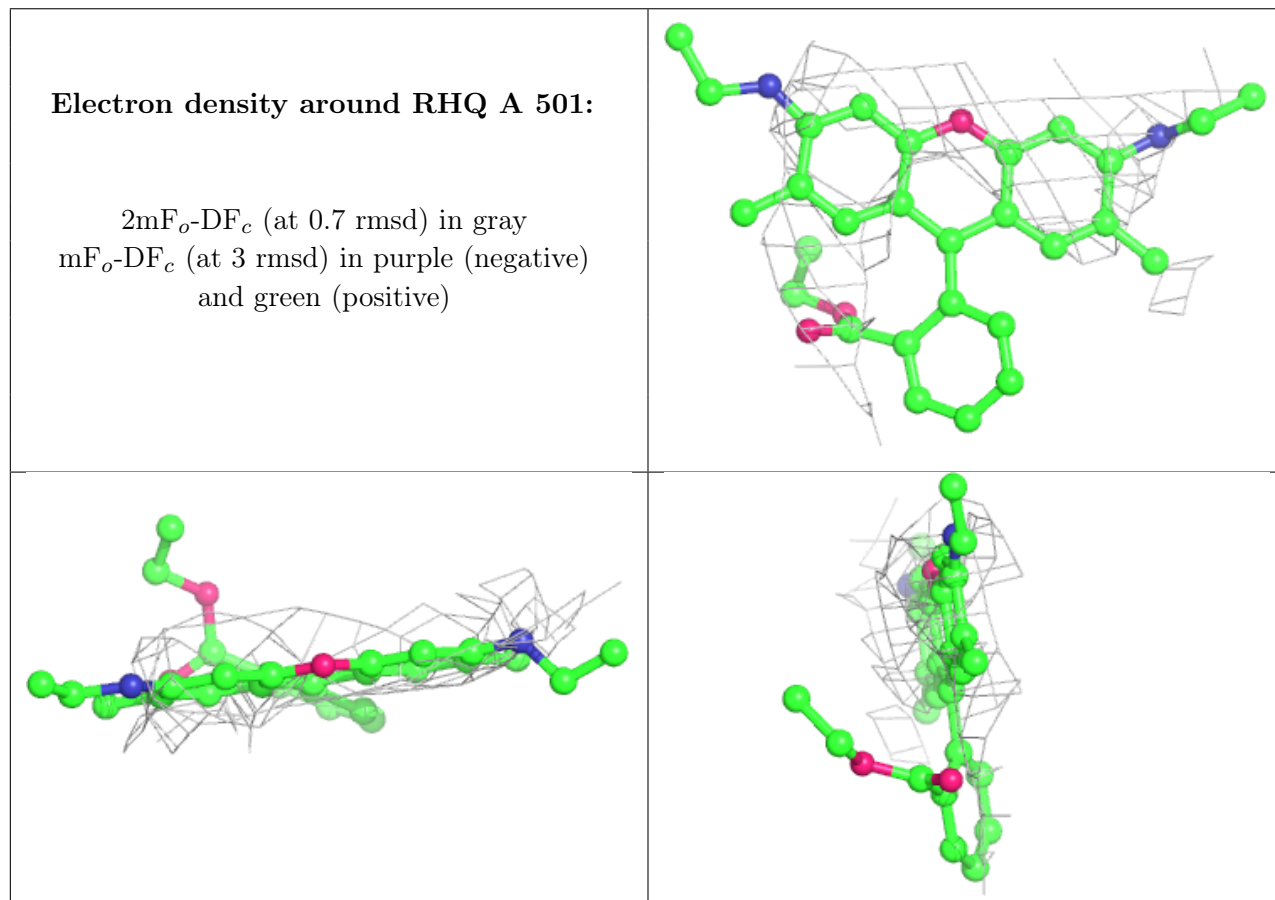 Electron density around RHQ A 501:
2mFo-DFc (at 0.7 rmsd) in gray
mFo-DFc (at 3 rmsd) in purple (negative)
and green (positive)